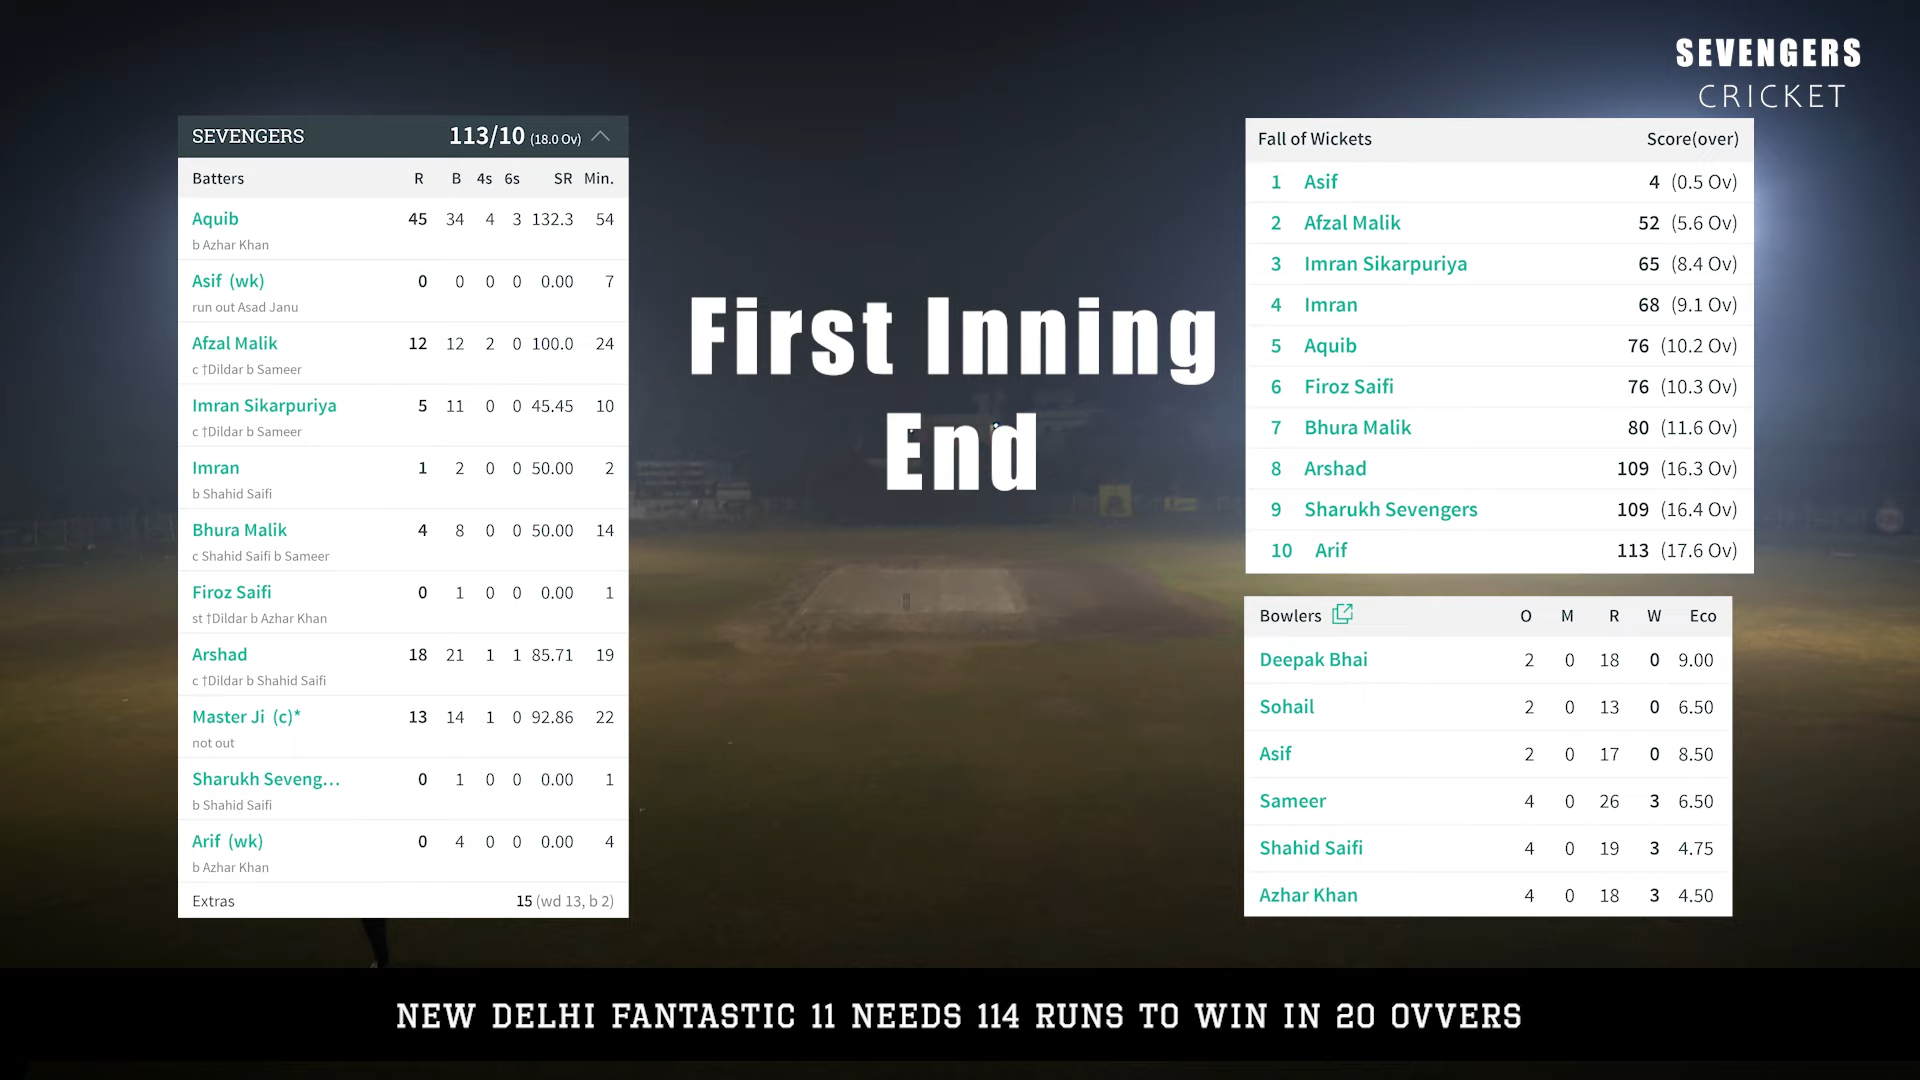 SEVENGERS
CRICKET
SEVENGERS 113/10 (18.0 Ov)
Batters R B 4s 6s SR Min.
Aquib 45 34 4 3 132.3 54
b Azhar Khan
Asif (wk) 0 0 0 0 0.00 7
run out Asad Janu
Afzal Malik 12 12 2 0 100.0 24
c †Dildar b Sameer
Imran Sikarpuriya 5 11 0 0 45.45 10
c †Dildar b Sameer
Imran 1 2 0 0 50.00 2
b Shahid Saifi
Bhura Malik 4 8 0 0 50.00 14
c Shahid Saifi b Sameer
Firoz Saifi 0 1 0 0 0.00 1
st †Dildar b Azhar Khan
Arshad 18 21 1 1 85.71 19
c †Dildar b Shahid Saifi
Master Ji (c)* 13 14 1 0 92.86 22
not out
Sharukh Seveng... 0 1 0 0 0.00 1
b Shahid Saifi
Arif (wk) 0 4 0 0 0.00 4
b Azhar Khan
Extras 15 (wd 13, b 2)
First Inning
End
Fall of Wickets Score(over)
1 Asif 4 (0.5 Ov)
2 Afzal Malik 52 (5.6 Ov)
3 Imran Sikarpuriya 65 (8.4 Ov)
4 Imran 68 (9.1 Ov)
5 Aquib 76 (10.2 Ov)
6 Firoz Saifi 76 (10.3 Ov)
7 Bhura Malik 80 (11.6 Ov)
8 Arshad 109 (16.3 Ov)
9 Sharukh Sevengers 109 (16.4 Ov)
10 Arif 113 (17.6 Ov)
Bowlers O M R W Eco
Deepak Bhai 2 0 18 0 9.00
Sohail 2 0 13 0 6.50
Asif 2 0 17 0 8.50
Sameer 4 0 26 3 6.50
Shahid Saifi 4 0 19 3 4.75
Azhar Khan 4 0 18 3 4.50
NEW DELHI FANTASTIC 11 NEEDS 114 RUNS TO WIN IN 20 OVVERS